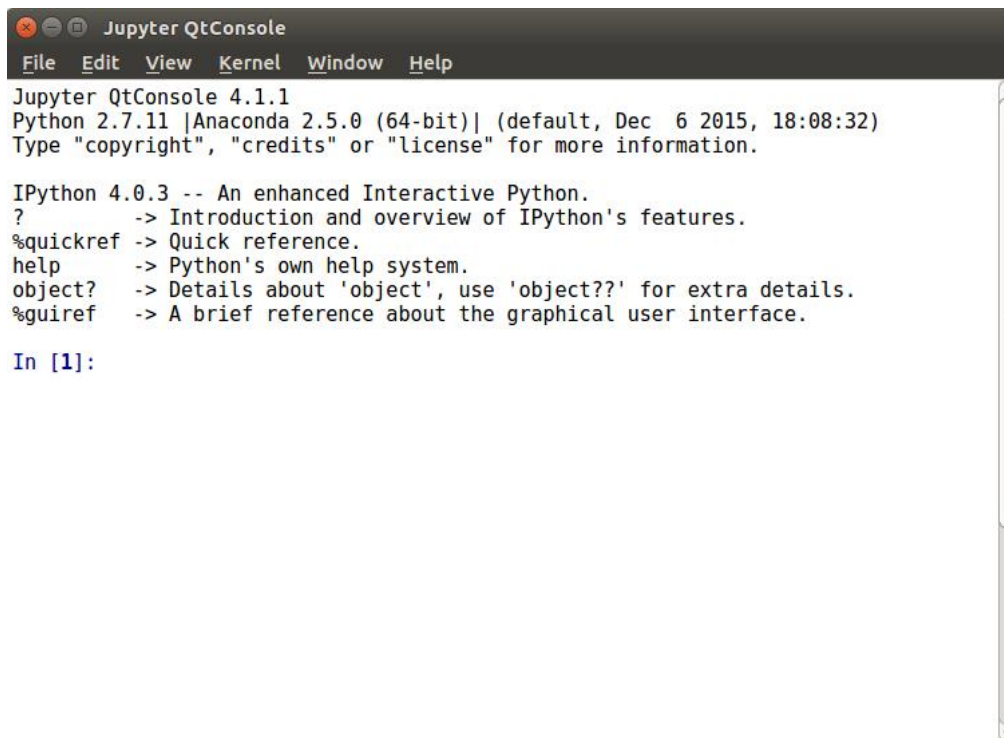 Jupyter QtConsole
File Edit View Kernel Window Help
Jupyter QtConsole 4.1.1
Python 2.7.11 |Anaconda 2.5.0 (64-bit)| (default, Dec  6 2015, 18:08:32)
Type "copyright", "credits" or "license" for more information.
IPython 4.0.3 -- An enhanced Interactive Python.
?         -> Introduction and overview of IPython's features.
%quickref -> Quick reference.
help      -> Python's own help system.
object?   -> Details about 'object', use 'object??' for extra details.
%guiref   -> A brief reference about the graphical user interface.
In [1]: